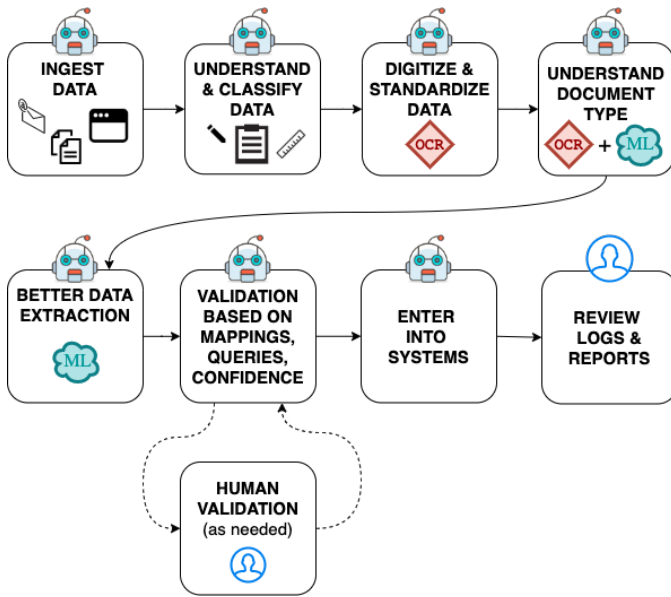 INGEST
DATA
UNDERSTAND
& CLASSIFY
DATA
DIGITIZE &
STANDARDIZE
DATA
OCR
UNDERSTAND
DOCUMENT
TYPE
OCR + ML
BETTER DATA
EXTRACTION
ML
VALIDATION
BASED ON
MAPPINGS,
QUERIES,
CONFIDENCE
ENTER
INTO
SYSTEMS
REVIEW
LOGS &
REPORTS
HUMAN
VALIDATION
(as needed)